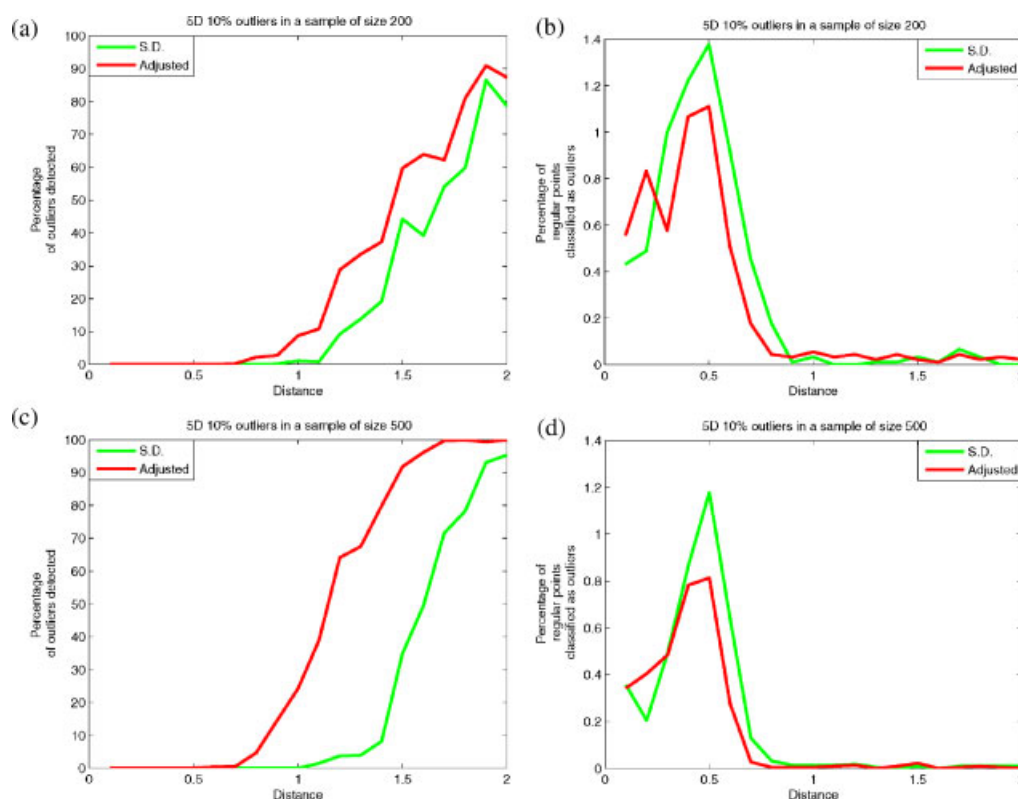 (a)
5D 10% outliers in a sample of size 200
S.D.
Adjusted
Percentage
of outliers detected
100
90
80
70
60
50
40
30
20
10
0
0 0.5 1 1.5 2
Distance
(b)
5D 10% outliers in a sample of size 200
S.D.
Adjusted
Percentage of
regular points
classified as outliers
1.4
1.2
1
0.8
0.6
0.4
0.2
0
0 0.5 1 1.5
Distance
(c)
5D 10% outliers in a sample of size 500
S.D.
Adjusted
Percentage
of outliers detected
100
90
80
70
60
50
40
30
20
10
0
0 0.5 1 1.5 2
Distance
(d)
5D 10% outliers in a sample of size 500
S.D.
Adjusted
Percentage of
regular points
classified as outliers
1.4
1.2
1
0.8
0.6
0.4
0.2
0
0 0.5 1 1.5
Distance